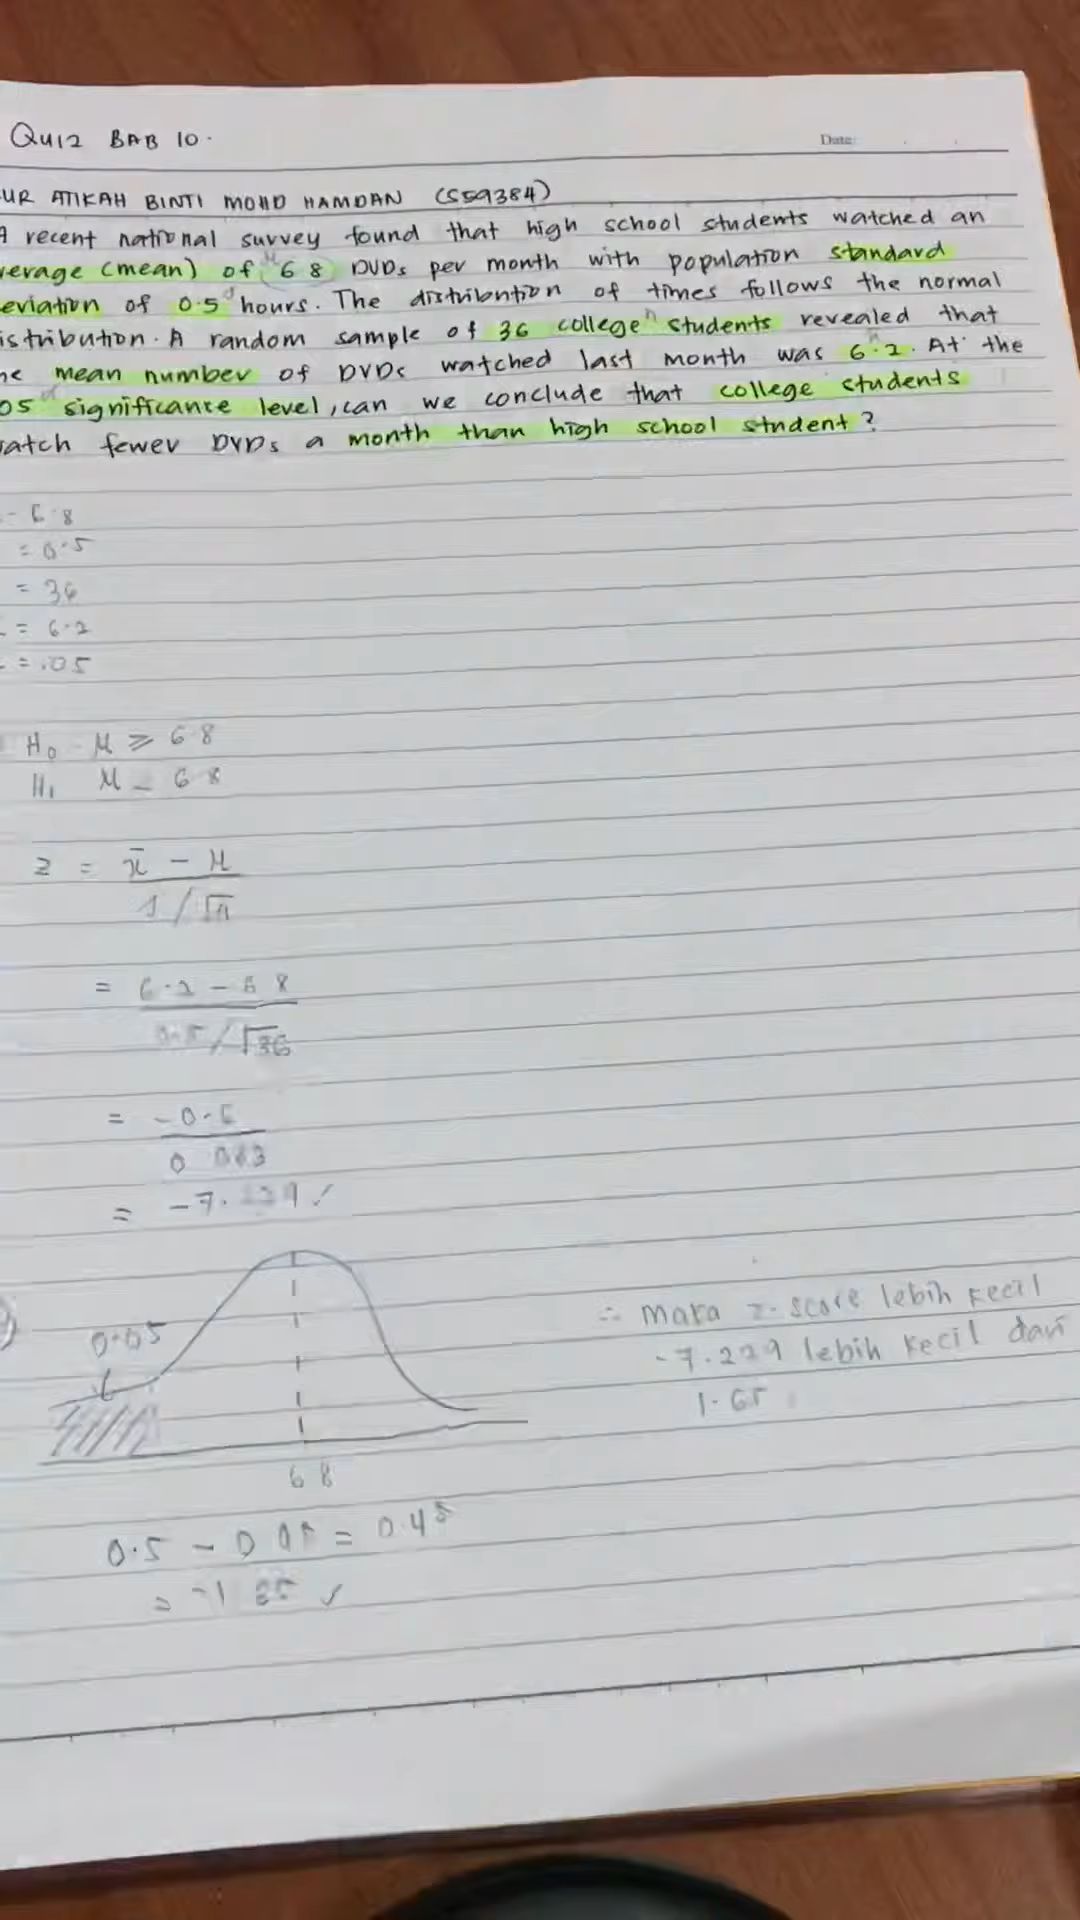 QUIZ BAB 10.
Date:
UR ATIKAH BINTI MOHD HAMDAN (S59384)
A recent national survey found that high school students watched an
verage (mean) of 6 8 DVDs per month with population standard
eviation of 0.5 hours. The distribution of times follows the normal
istribution. A random sample of 36 college students revealed that
he mean number of DVDs watched last month was 6.2. At the
05 significance level, can we conclude that college students
watch fewer DVDs a month than high school student?
- 6.8
= 0.5
= 36
= 6.2
= .05
H₀ μ ≥ 6 8
H₁ μ 6 8
z = x̄ - μ
s / √n
= 6.2 - 6 8
0.5 / √36
= -0.6
0 083
= -7.229 ✓
0.05
∴ Maka z-score lebih kecil
-7.229 lebih kecil dari
1.65
6 8
0.5 - 0 05 = 0.45
= -1 65 ✓